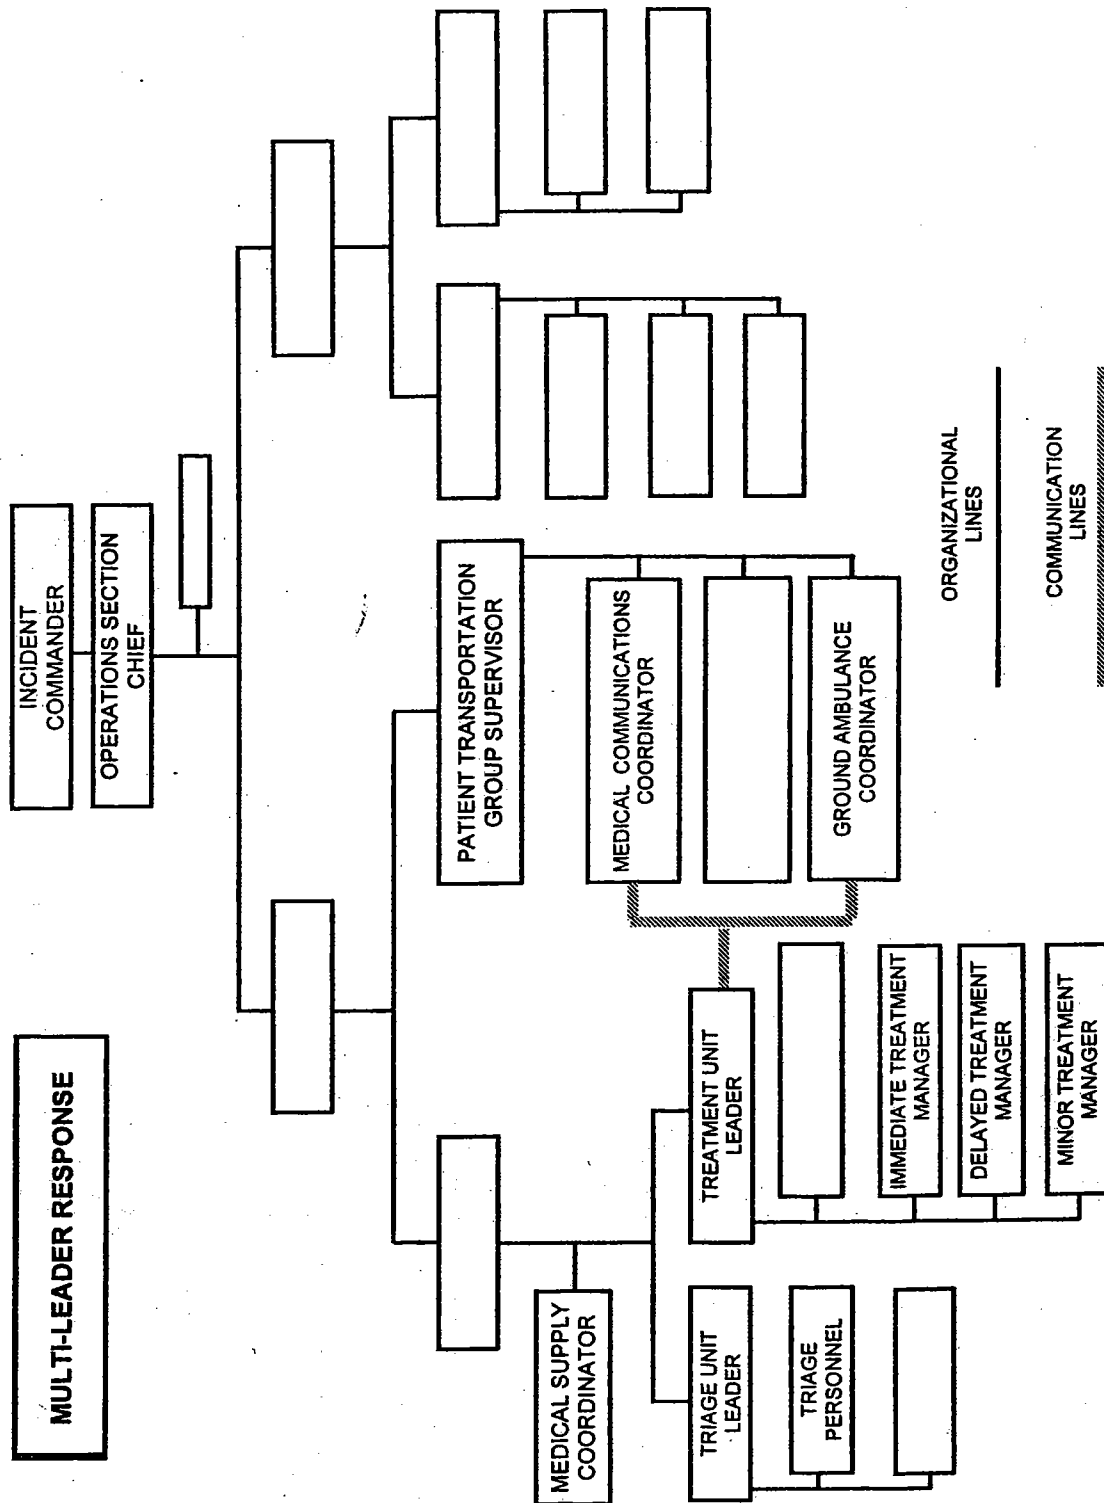 MULTI-LEADER RESPONSE
INCIDENT
COMMANDER
OPERATIONS SECTION
CHIEF
PATIENT TRANSPORTATION
GROUP SUPERVISOR
MEDICAL SUPPLY
COORDINATOR
MEDICAL COMMUNICATIONS
COORDINATOR
TRIAGE UNIT
LEADER
TREATMENT UNIT
LEADER
TRIAGE
PERSONNEL
GROUND AMBULANCE
COORDINATOR
IMMEDIATE TREATMENT
MANAGER
DELAYED TREATMENT
MANAGER
MINOR TREATMENT
MANAGER
ORGANIZATIONAL
LINES
COMMUNICATION
LINES